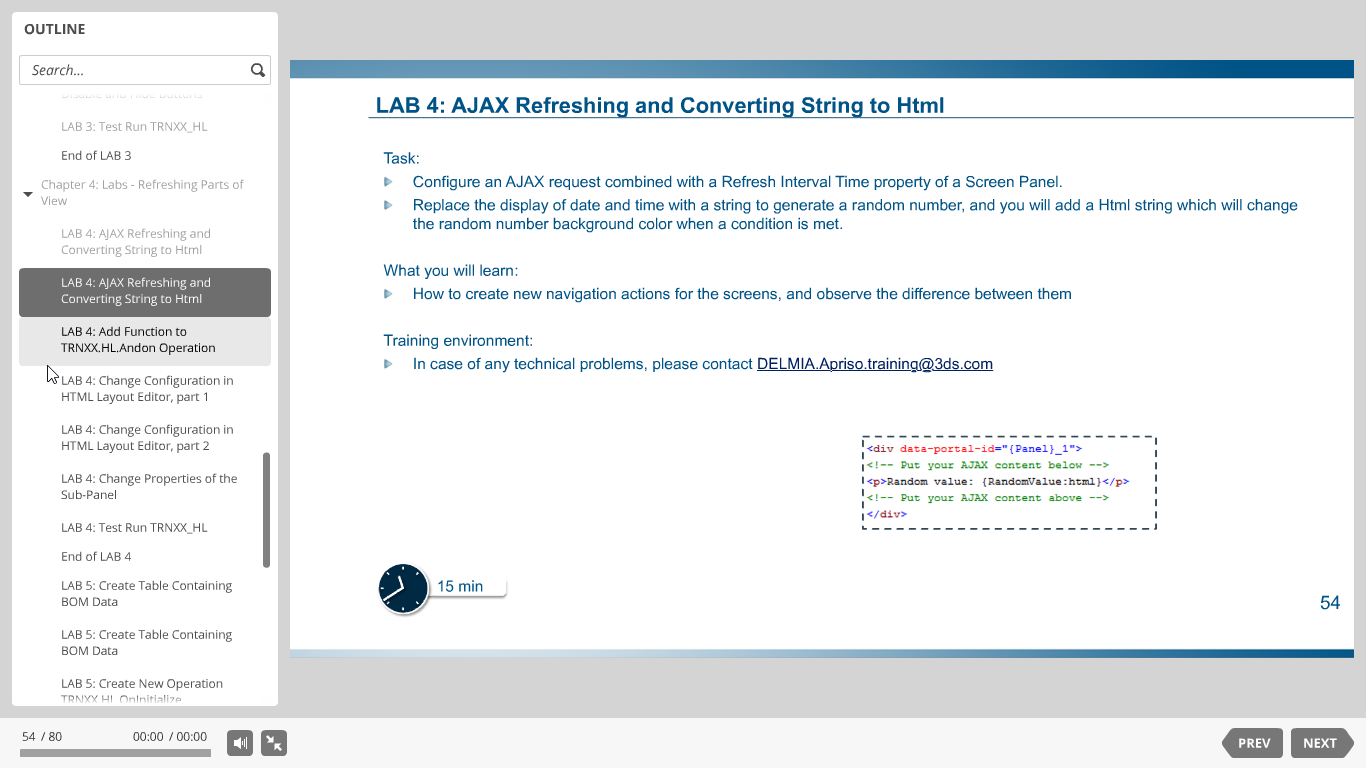 OUTLINE
Search...
Disable and Hide Buttons
LAB 3: Test Run TRNXX_HL
End of LAB 3
Chapter 4: Labs - Refreshing Parts of
View
LAB 4: AJAX Refreshing and
Converting String to Html
LAB 4: AJAX Refreshing and
Converting String to Html
LAB 4: Add Function to
TRNXX.HL.Andon Operation
LAB 4: Change Configuration in
HTML Layout Editor, part 1
LAB 4: Change Configuration in
HTML Layout Editor, part 2
LAB 4: Change Properties of the
Sub-Panel
LAB 4: Test Run TRNXX_HL
End of LAB 4
LAB 5: Create Table Containing
BOM Data
LAB 5: Create Table Containing
BOM Data
LAB 5: Create New Operation
TRNXX.HL.OnInitialize
LAB 4: AJAX Refreshing and Converting String to Html
Task:
Configure an AJAX request combined with a Refresh Interval Time property of a Screen Panel.
Replace the display of date and time with a string to generate a random number, and you will add a Html string which will change
the random number background color when a condition is met.
What you will learn:
How to create new navigation actions for the screens, and observe the difference between them
Training environment:
In case of any technical problems, please contact DELMIA.Apriso.training@3ds.com
<div data-portal-id="{Panel}_1">
<!-- Put your AJAX content below -->
<p>Random value: {RandomValue:html}</p>
<!-- Put your AJAX content above -->
</div>
15 min
54
54 / 80
00:00 / 00:00
PREV
NEXT